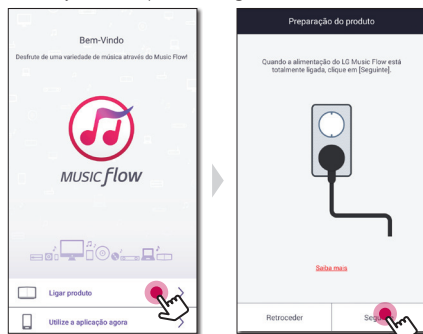 Bem-Vindo
Desfrute de uma variedade de música através do Music Flow!
MUSIC flow
Ligar produto
Utilize a aplicação agora
Preparação do produto
Quando a alimentação do LG Music Flow está
totalmente ligada, clique em [Seguinte].
Saiba mais
Retroceder